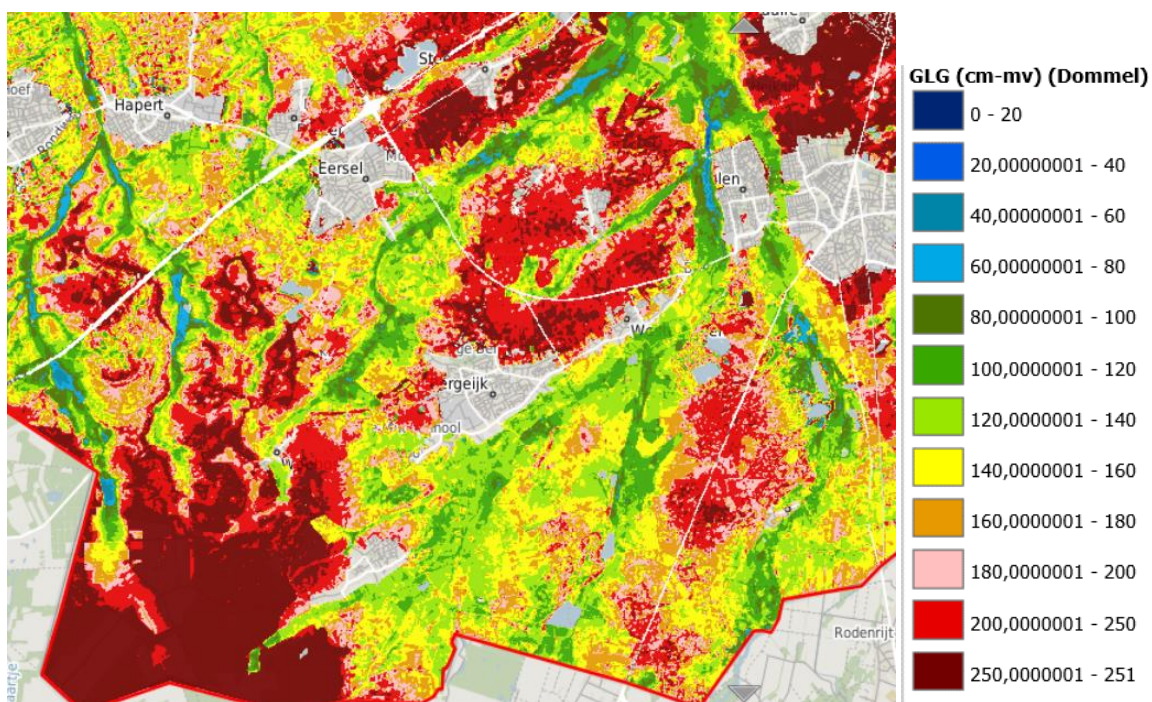 Hapert
Eersel
ergeijk
Rodenrijt
GLG (cm-mv) (Dommel)
0 - 20
20,00000001 - 40
40,00000001 - 60
60,00000001 - 80
80,00000001 - 100
100,0000001 - 120
120,0000001 - 140
140,0000001 - 160
160,0000001 - 180
180,0000001 - 200
200,0000001 - 250
250,0000001 - 251